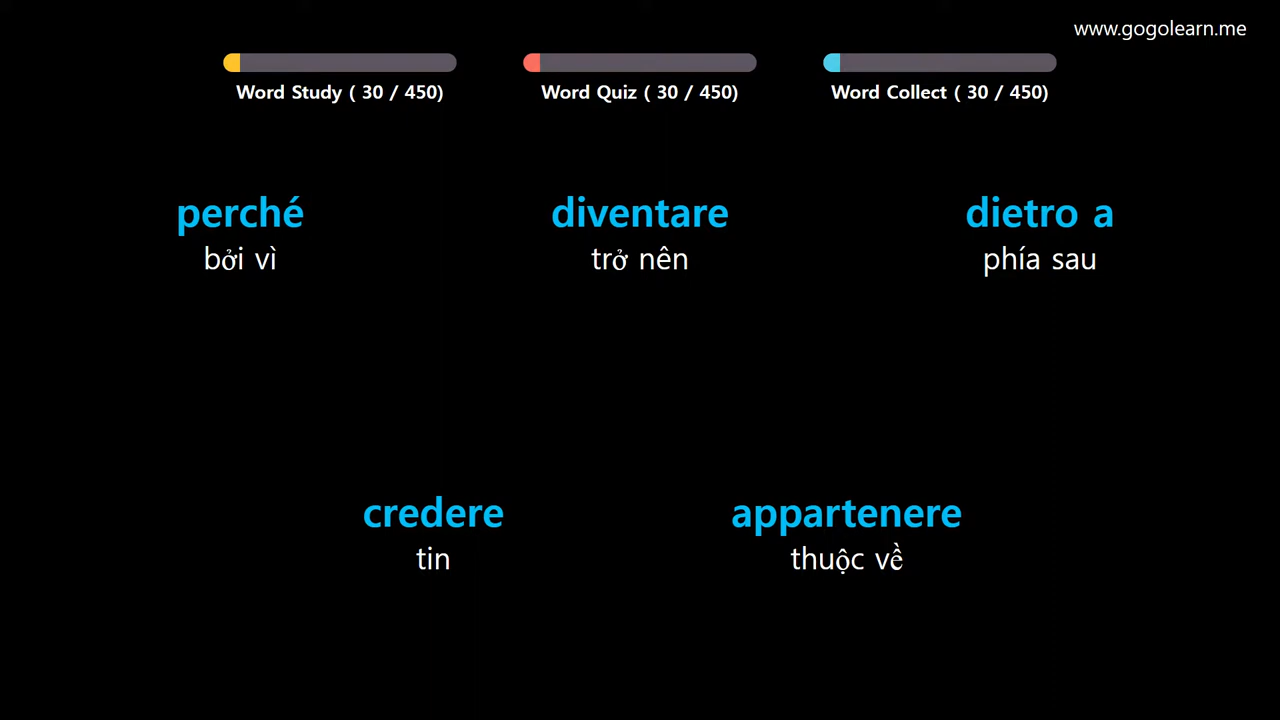 www.gogolearn.me
Word Study ( 30 / 450)
Word Quiz ( 30 / 450)
Word Collect ( 30 / 450)
perché
bởi vì
diventare
trở nên
dietro a
phía sau
credere
tin
appartenere
thuộc về